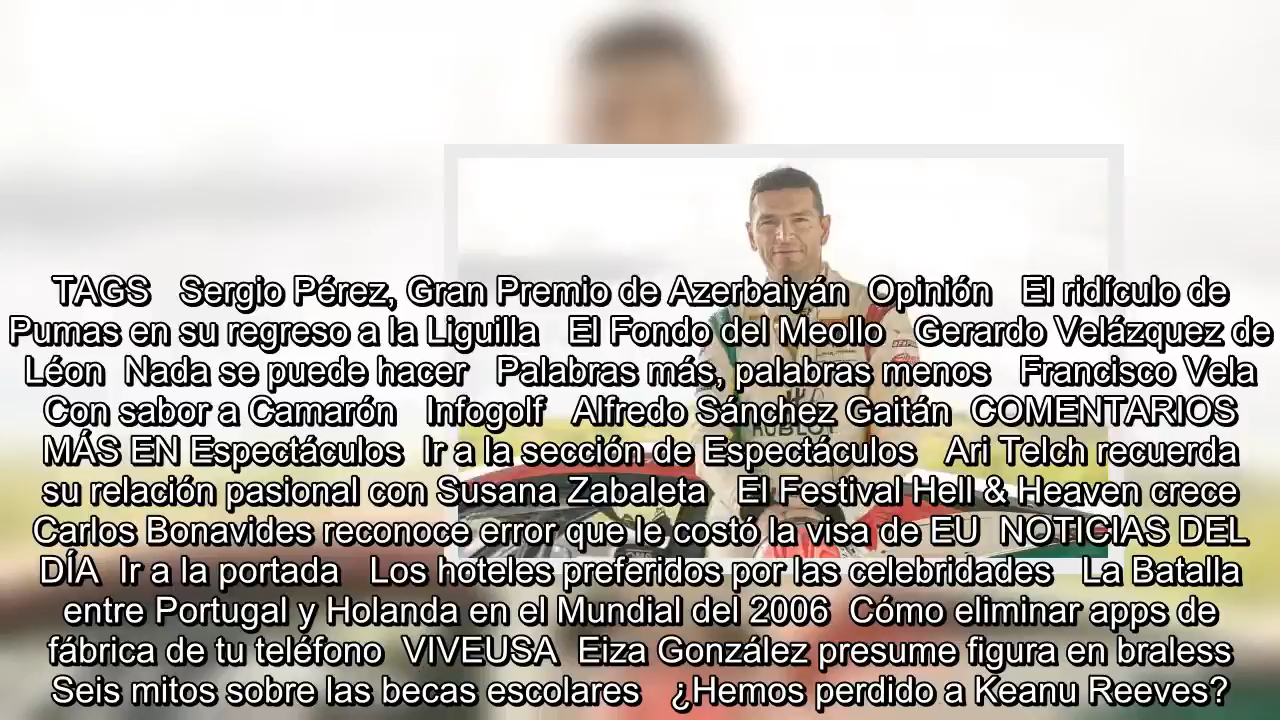 TAGS   Sergio Pérez, Gran Premio de Azerbaiyán  Opinión   El ridículo de
Pumas en su regreso a la Liguilla   El Fondo del Meollo   Gerardo Velázquez de
Léon  Nada se puede hacer   Palabras más, palabras menos   Francisco Vela
Con sabor a Camarón   Infogolf   Alfredo Sánchez Gaitán  COMENTARIOS
MÁS EN Espectáculos  Ir a la sección de Espectáculos   Ari Telch recuerda
su relación pasional con Susana Zabaleta   El Festival Hell & Heaven crece
Carlos Bonavides reconoce error que le costó la visa de EU  NOTICIAS DEL
DÍA  Ir a la portada   Los hoteles preferidos por las celebridades   La Batalla
entre Portugal y Holanda en el Mundial del 2006  Cómo eliminar apps de
fábrica de tu teléfono  VIVEUSA  Eiza González presume figura en braless
Seis mitos sobre las becas escolares   ¿Hemos perdido a Keanu Reeves?
HUBLOT